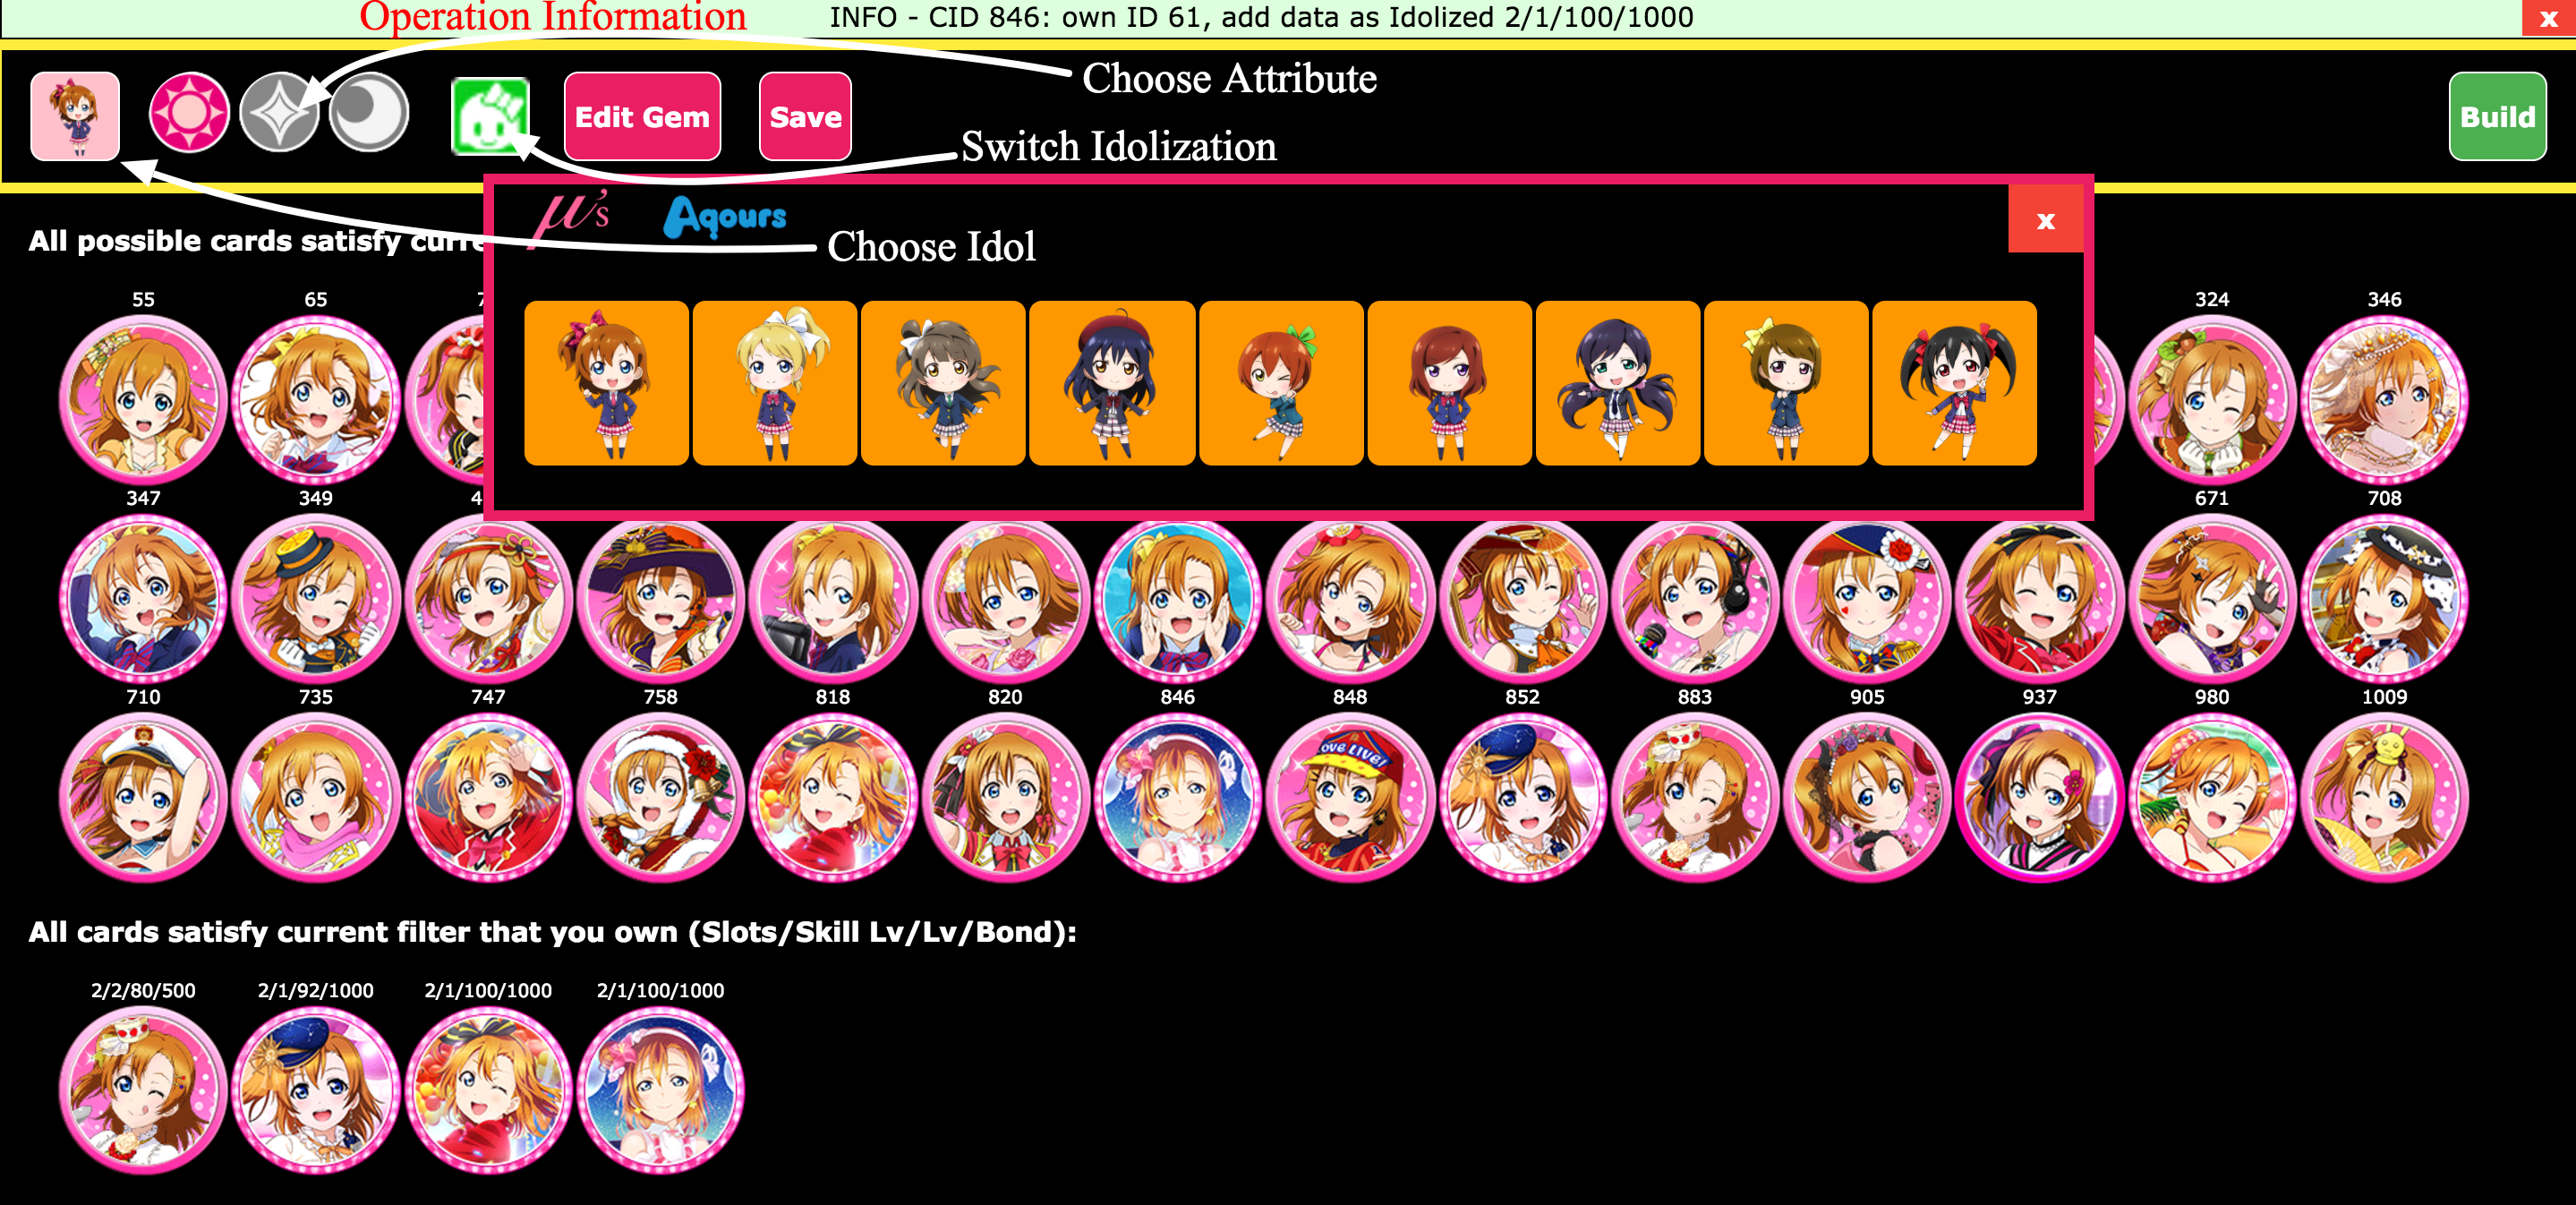 Operation Information
INFO - CID 846: own ID 61, add data as Idolized 2/1/100/1000
x
Choose Attribute
Edit Gem
Save
Build
Switch Idolization
μ's
Aqours
x
All possible cards satisfy curre
Choose Idol
55 65 7 324 346
347 349 4 671 708
LOVE LIVE!
710 735 747 758 818 820 846 848 852 883 905 937 980 1009
All cards satisfy current filter that you own (Slots/Skill Lv/Lv/Bond):
2/2/80/500 2/1/92/1000 2/1/100/1000 2/1/100/1000